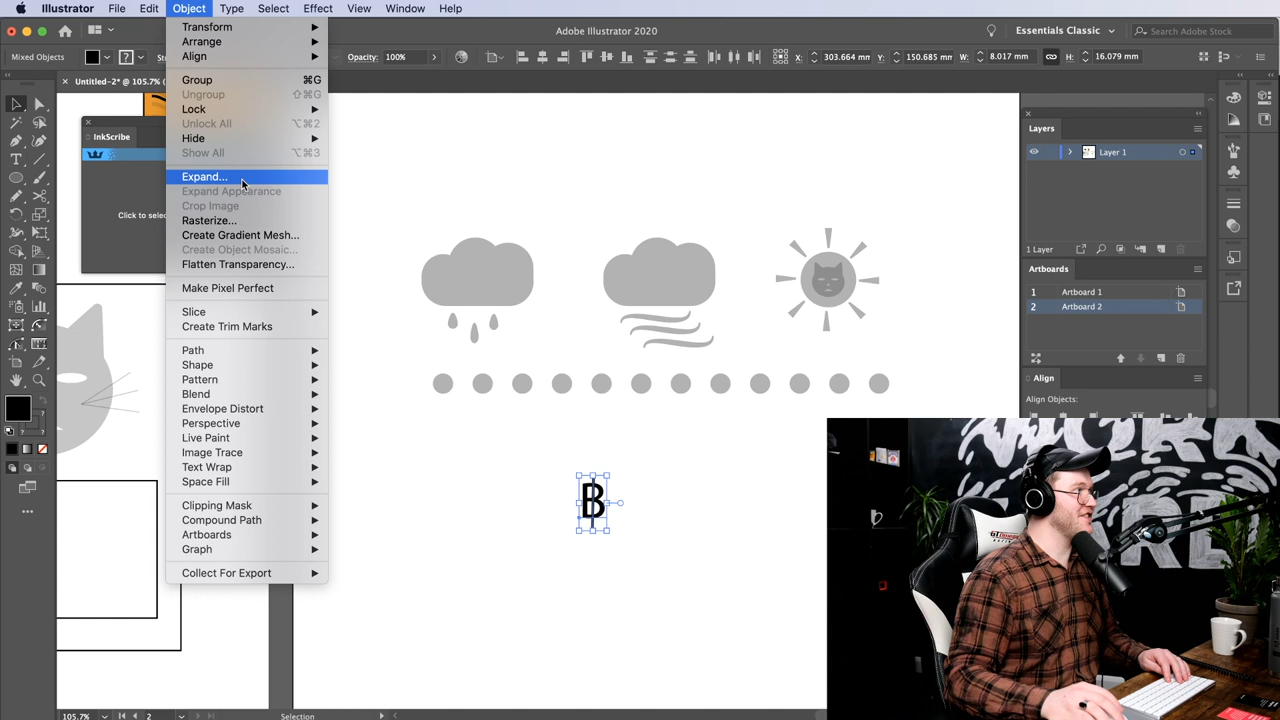 Illustrator File Edit Object Type Select Effect View Window Help
Adobe Illustrator 2020
Essentials Classic
Search Adobe Stock
Mixed Objects
Opacity: 100%
X: 303.664 mm
Y: 150.685 mm
W: 8.017 mm
H: 16.079 mm
Untitled-2* @ 105.7% (
InkScribe
Click to select
Transform
Arrange
Align
Group ⌘G
Ungroup ⇧⌘G
Lock
Unlock All ⌥⌘2
Hide
Show All ⌥⌘3
Expand...
Expand Appearance
Crop Image
Rasterize...
Create Gradient Mesh...
Create Object Mosaic...
Flatten Transparency...
Make Pixel Perfect
Slice
Create Trim Marks
Path
Shape
Pattern
Blend
Envelope Distort
Perspective
Live Paint
Image Trace
Text Wrap
Space Fill
Clipping Mask
Compound Path
Artboards
Graph
Collect For Export
B
Layers
Layer 1
1 Layer
Artboards
1 Artboard 1
2 Artboard 2
Align
Align Objects:
105.7%
2
Selection